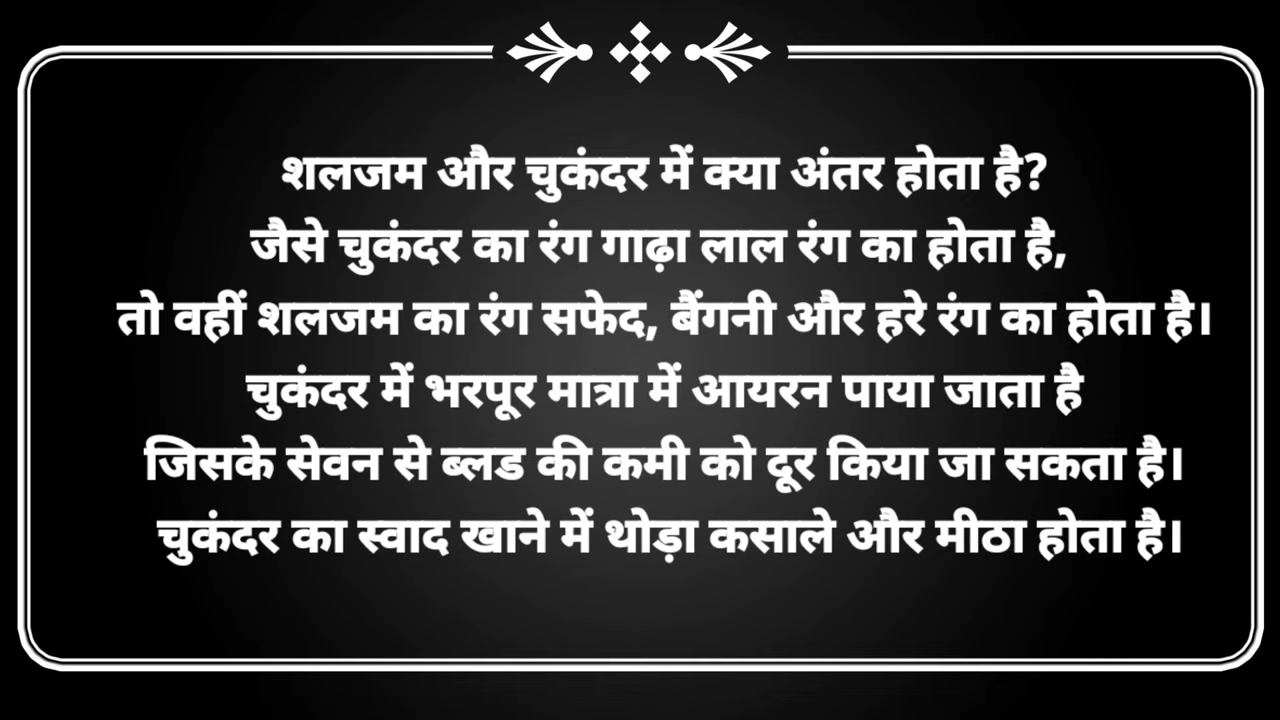 शलजम और चुकंदर में क्या अंतर होता है?
जैसे चुकंदर का रंग गाढ़ा लाल रंग का होता है,
तो वहीं शलजम का रंग सफेद, बैंगनी और हरे रंग का होता है।
चुकंदर में भरपूर मात्रा में आयरन पाया जाता है
जिसके सेवन से ब्लड की कमी को दूर किया जा सकता है।
चुकंदर का स्वाद खाने में थोड़ा कसाले और मीठा होता है।